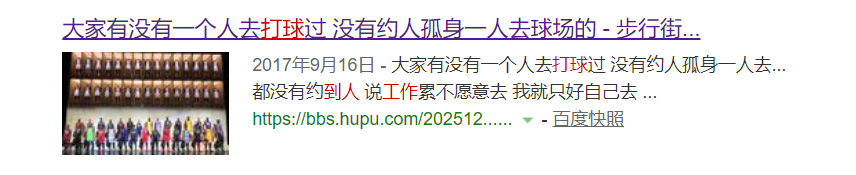 大家有没有一个人去打球过 没有约人孤身一人去球场的 - 步行街...
2017年9月16日 - 大家有没有一个人去打球过 没有约人孤身一人去...
都没有约到人 说工作累不愿意去 我就只好自己去 ...
https://bbs.hupu.com/202512...... - 百度快照